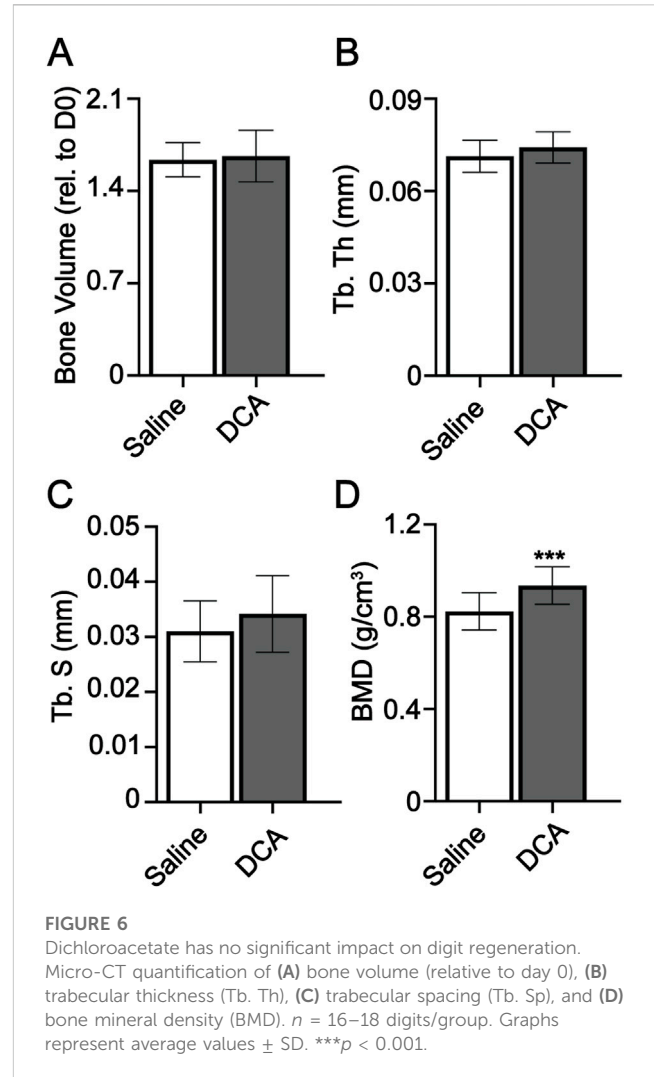 A
Bone Volume (rel. to D0)
2.1
1.4
0.7
0
Saline
DCA
B
Tb. Th (mm)
0.09
0.06
0.03
0
Saline
DCA
C
Tb. S (mm)
0.05
0.04
0.03
0.02
0.01
0
Saline
DCA
D
BMD (g/cm³)
1.2
0.8
0.4
0
***
Saline
DCA
FIGURE 6
Dichloroacetate has no significant impact on digit regeneration.
Micro-CT quantification of (A) bone volume (relative to day 0), (B)
trabecular thickness (Tb. Th), (C) trabecular spacing (Tb. Sp), and (D)
bone mineral density (BMD). n = 16–18 digits/group. Graphs
represent average values ± SD. ***p < 0.001.